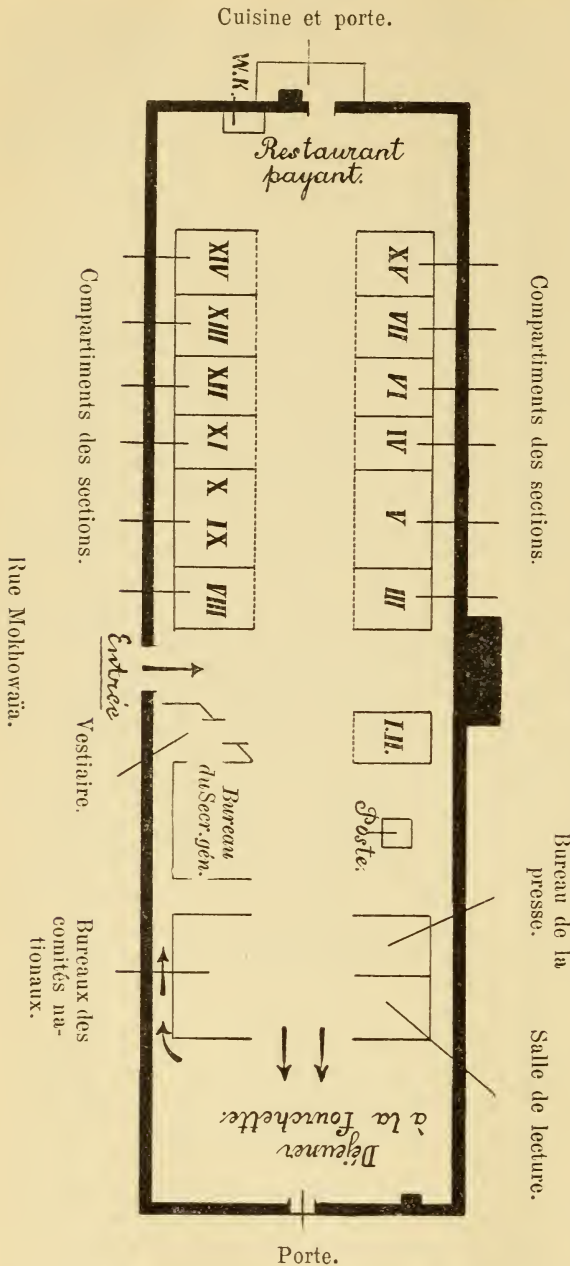 Cuisine et porte.
W.K.
Restaurant
payant.
Compartiments des sections.
XIV
XIII
XII
XI
X
IX
VIII
XV
VII
VI
IV
V
III
Compartiments des sections.
Rue Mokhowaïa.
Entrée
Vestiaire.
Bureau
du Secr. gén.
I.II.
Poste.
Bureau de la
presse.
Salle de lecture.
Bureaux des
comités na-
tionaux.
Déjeuner
à la fourchette.
Porte.